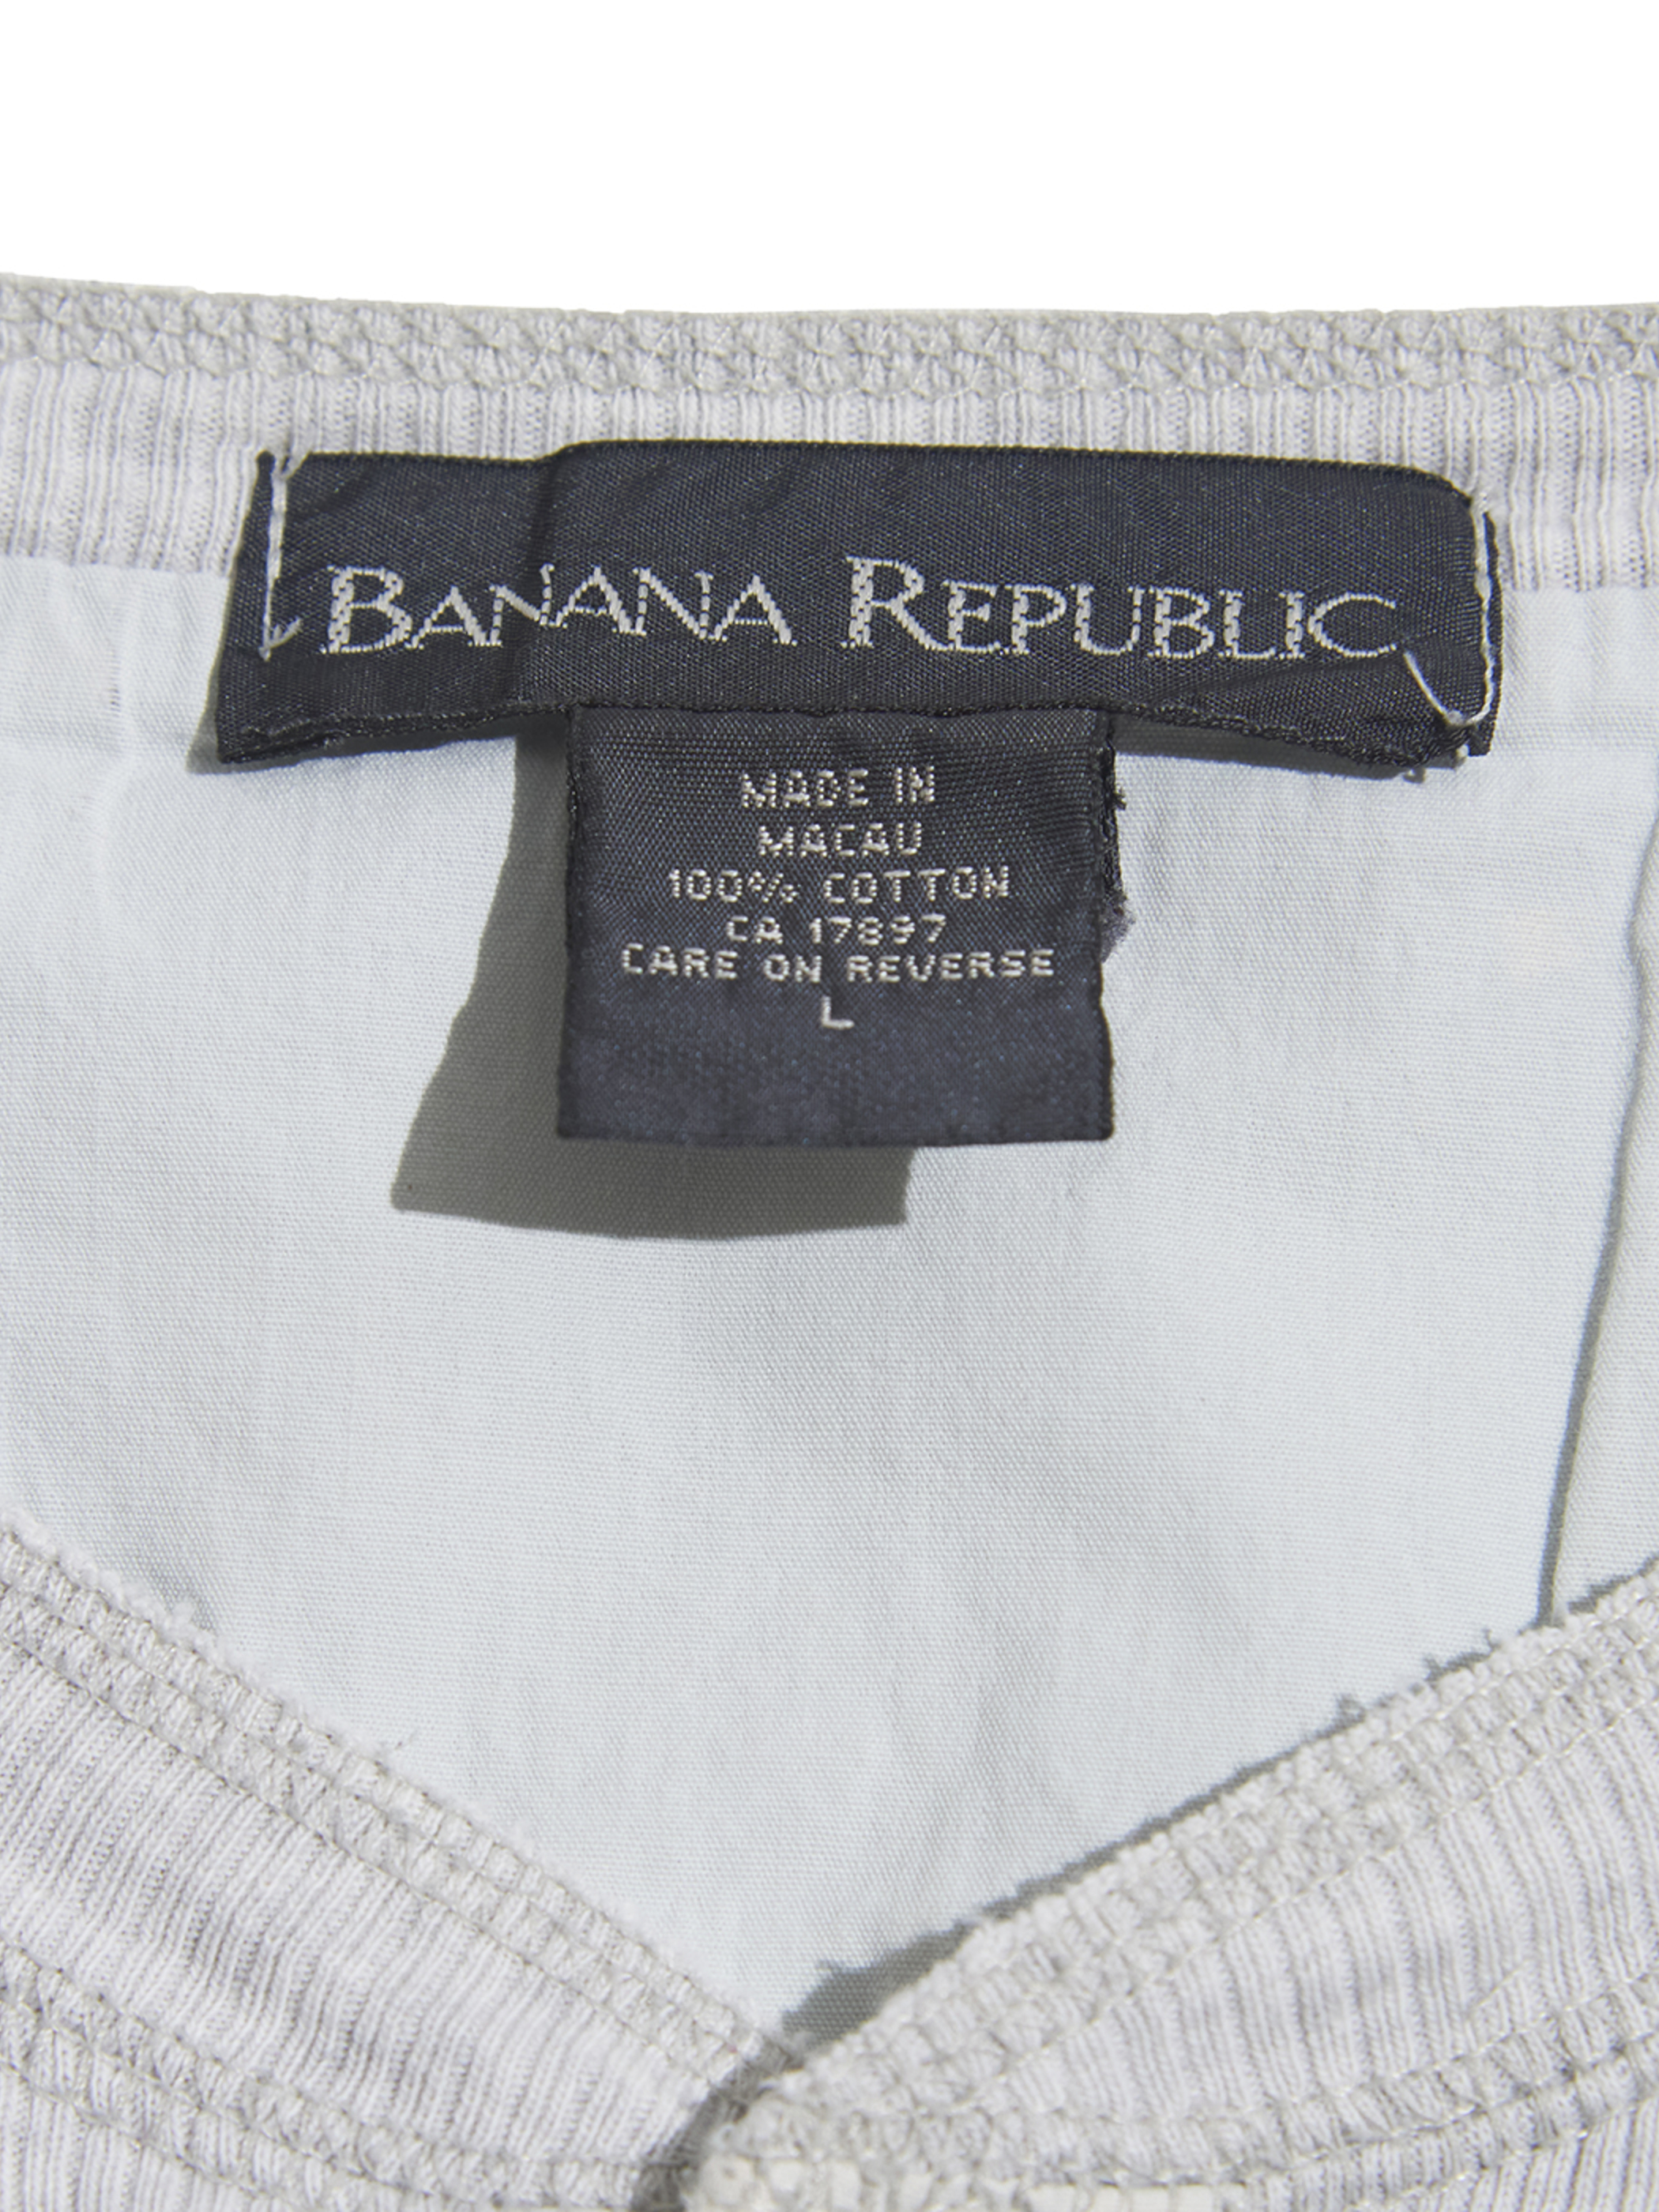 BANANA REPUBLIC
MADE IN
MACAU
100% COTTON
CA 17897
CARE ON REVERSE
L